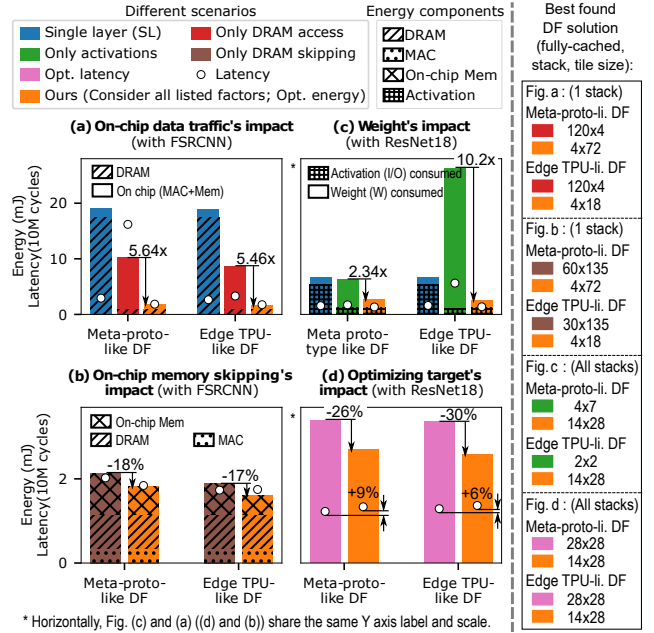 Different scenarios
Single layer (SL)
Only DRAM access
Only activations
Only DRAM skipping
Opt. latency
Latency
Ours (Consider all listed factors; Opt. energy)
Energy components
DRAM
MAC
On-chip Mem
Activation
(a) On-chip data traffic's impact
(with FSRCNN)
DRAM
On chip (MAC+Mem)
Energy (mJ)
Latency(10M cycles)
20
10
0
5.64x
5.46x
Meta-proto-
like DF
Edge TPU-
like DF
(c) Weight's impact
(with ResNet18)
*
Activation (I/O) consumed
Weight (W) consumed
10.2x
2.34x
Meta proto-
type like DF
Edge TPU-
like DF
(b) On-chip memory skipping's
impact (with FSRCNN)
On-chip Mem
DRAM
MAC
Energy (mJ)
Latency(10M cycles)
2
0
-18%
-17%
Meta-proto-
like DF
Edge TPU-
like DF
(d) Optimizing target's
impact (with ResNet18)
*
-26%
-30%
+9%
+6%
Meta-proto-
like DF
Edge TPU-
like DF
* Horizontally, Fig. (c) and (a) ((d) and (b)) share the same Y axis label and scale.
Best found
DF solution
(fully-cached,
stack, tile size):
Fig. a : (1 stack)
Meta-proto-li. DF
120x4
4x72
Edge TPU-li. DF
120x4
4x18
Fig. b : (1 stack)
Meta-proto-li. DF
60x135
4x72
Edge TPU-li. DF
30x135
4x18
Fig. c : (All stacks)
Meta-proto-li. DF
4x7
14x28
Edge TPU-li. DF
2x2
14x28
Fig. d : (All stacks)
Meta-proto-li. DF
28x28
14x28
Edge TPU-li. DF
28x28
14x28